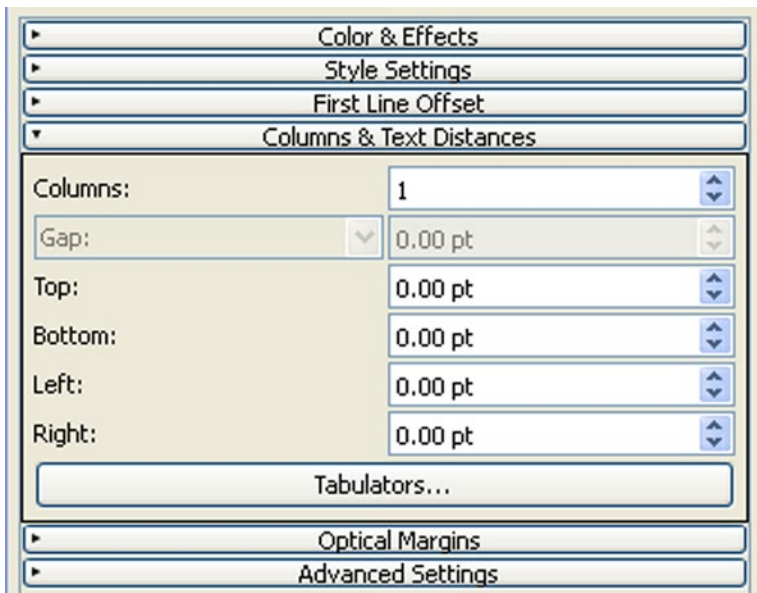 Color & Effects
Style Settings
First Line Offset
Columns & Text Distances
Columns: 1
Gap: 0.00 pt
Top: 0.00 pt
Bottom: 0.00 pt
Left: 0.00 pt
Right: 0.00 pt
Tabulators...
Optical Margins
Advanced Settings